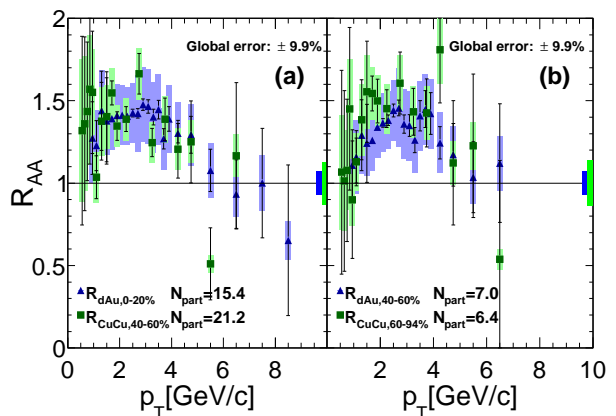 2
Global error: ± 9.9%
Global error: ± 9.9%
(a)
(b)
1.5
R_AA
1
0.5
R_dAu,0-20% N_part=15.4
R_CuCu,40-60% N_part=21.2
R_dAu,40-60% N_part=7.0
R_CuCu,60-94% N_part=6.4
0
0 2 4 6 8
0 2 4 6 8 10
p_T[GeV/c]
p_T[GeV/c]